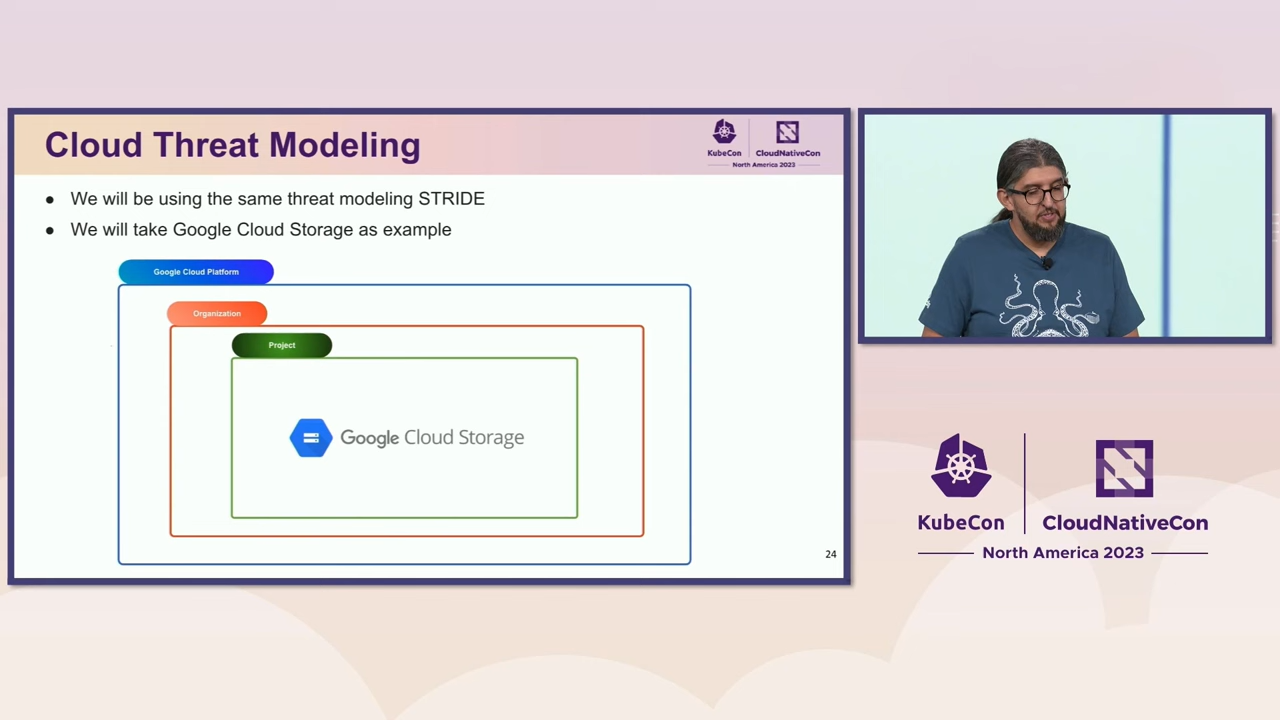 Cloud Threat Modeling
KubeCon
CloudNativeCon
North America 2023
● We will be using the same threat modeling STRIDE
● We will take Google Cloud Storage as example
Google Cloud Platform
Organization
Project
Google Cloud Storage
24
KubeCon
CloudNativeCon
North America 2023